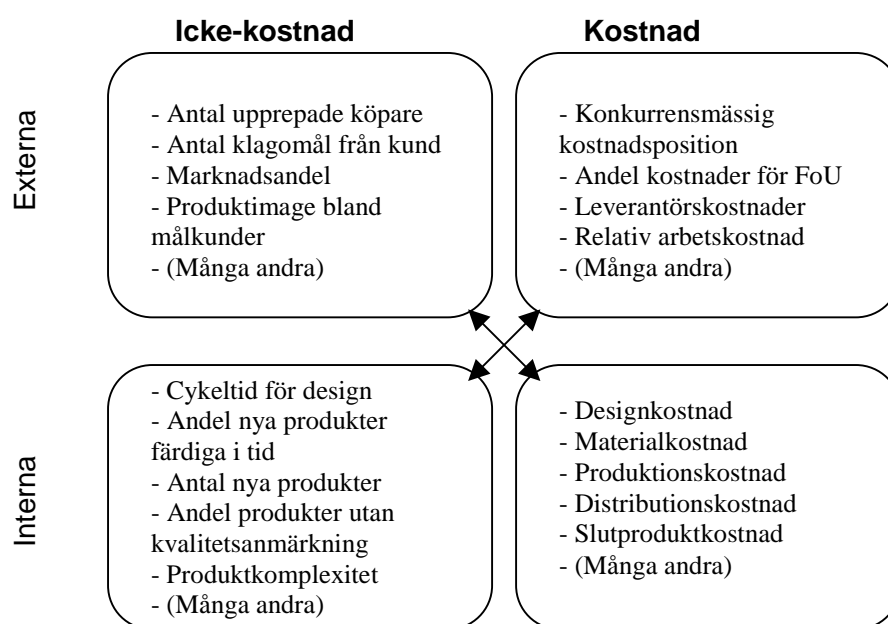 Icke-kostnad
Kostnad
Externa
- Antal upprepade köpare
- Antal klagomål från kund
- Marknadsandel
- Produktimage bland
målkunder
- (Många andra)
- Konkurrensmässig
kostnadsposition
- Andel kostnader för FoU
- Leverantörskostnader
- Relativ arbetskostnad
- (Många andra)
Interna
- Cykeltid för design
- Andel nya produkter
färdiga i tid
- Antal nya produkter
- Andel produkter utan
kvalitetsanmärkning
- Produktkomplexitet
- (Många andra)
- Designkostnad
- Materialkostnad
- Produktionskostnad
- Distributionskostnad
- Slutproduktkostnad
- (Många andra)